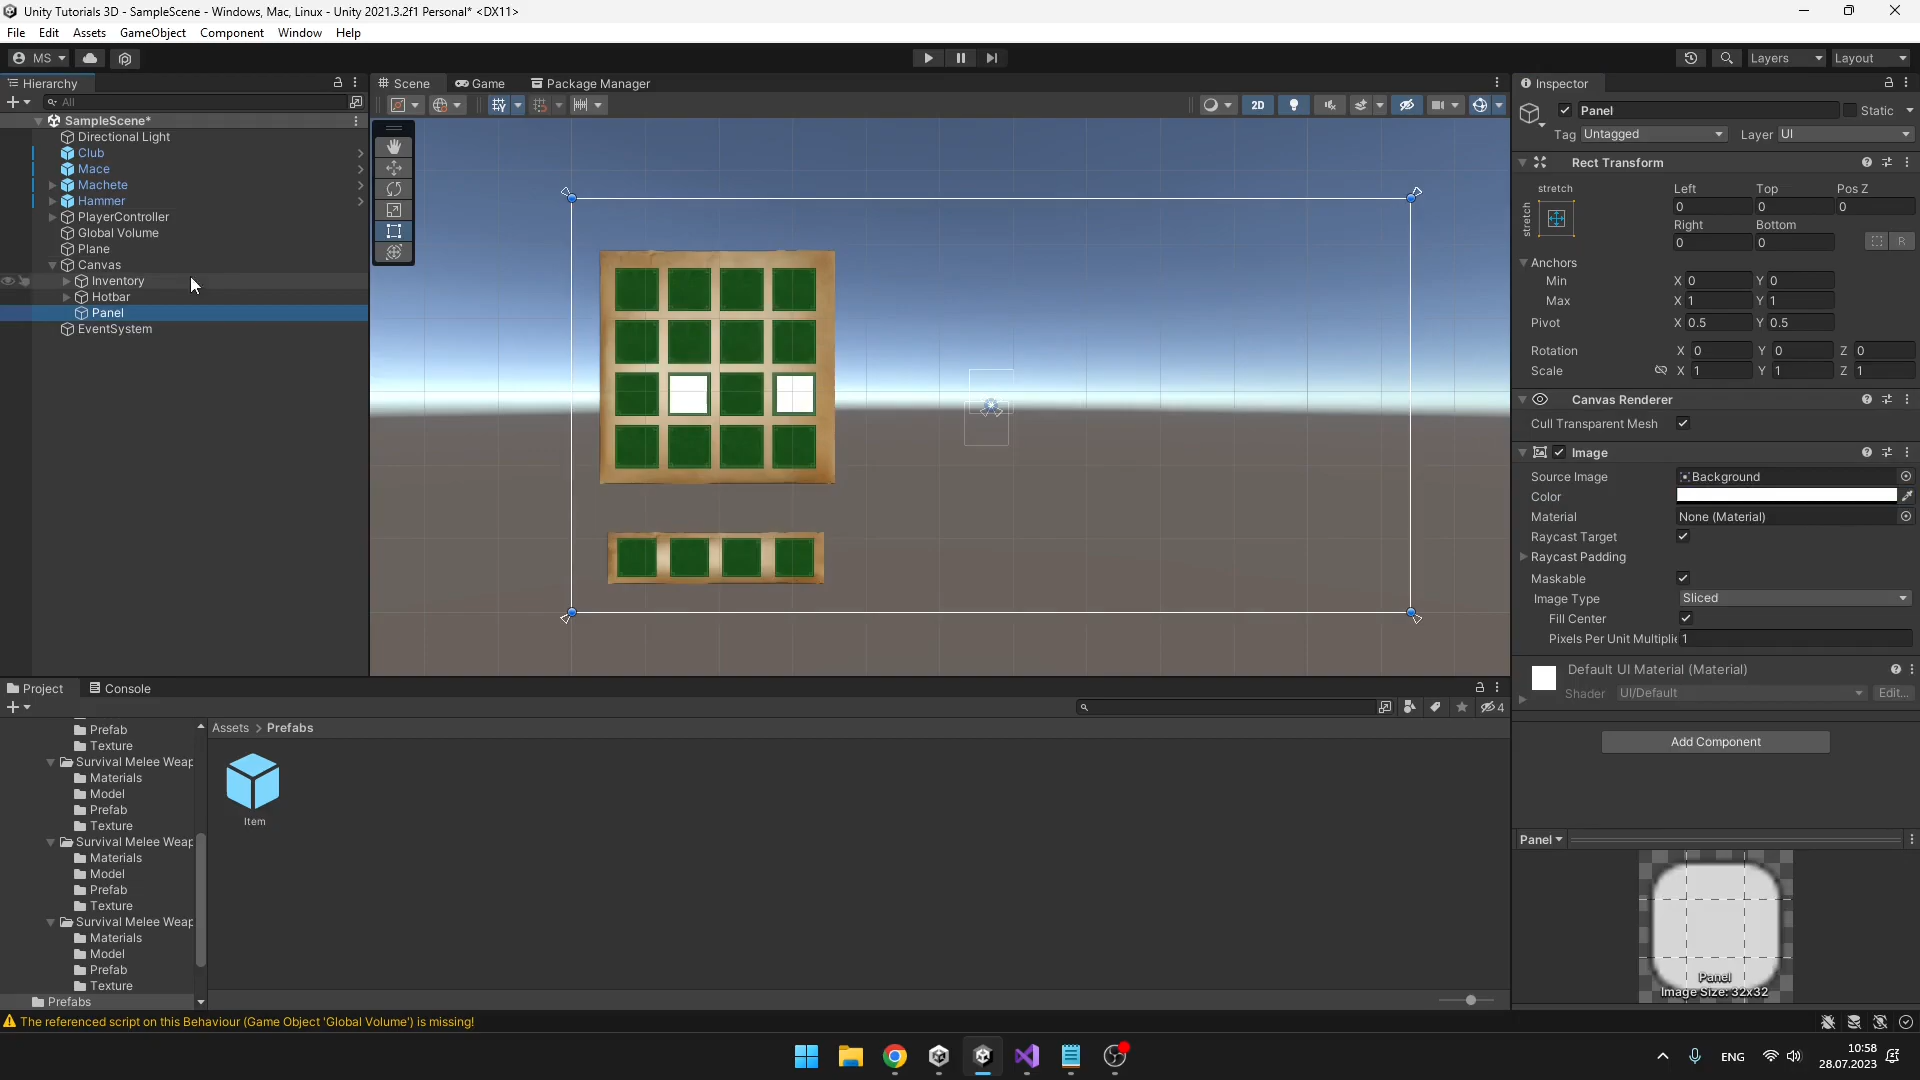 Unity Tutorials 3D - SampleScene - Windows, Mac, Linux - Unity 2021.3.2f1 Personal* <DX11>
File Edit Assets GameObject Component Window Help
MS Layers Layout
Hierarchy
All
SampleScene*
Directional Light
Club
Mace
Machete
Hammer
PlayerController
Global Volume
Plane
Canvas
Inventory
Hotbar
Panel
EventSystem
Scene Game Package Manager
2D
Inspector
Panel Static
Tag Untagged Layer UI
Rect Transform
stretch
stretch
Left Top Pos Z
0 0 0
Right Bottom
0 0 R
Anchors
Min X 0 Y 0
Max X 1 Y 1
Pivot X 0.5 Y 0.5
Rotation X 0 Y 0 Z 0
Scale X 1 Y 1 Z 1
Canvas Renderer
Cull Transparent Mesh
Image
Source Image Background
Color
Material None (Material)
Raycast Target
Raycast Padding
Maskable
Image Type Sliced
Fill Center
Pixels Per Unit Multiplie 1
Default UI Material (Material)
Shader UI/Default Edit...
Add Component
Panel
Panel
Image Size: 32x32
Project Console
4
Prefab
Texture
Survival Melee Weap
Materials
Model
Prefab
Texture
Survival Melee Weap
Materials
Model
Prefab
Texture
Survival Melee Weap
Materials
Model
Prefab
Texture
Prefabs
Assets > Prefabs
Item
The referenced script on this Behaviour (Game Object 'Global Volume') is missing!
ENG
10:58
28.07.2023